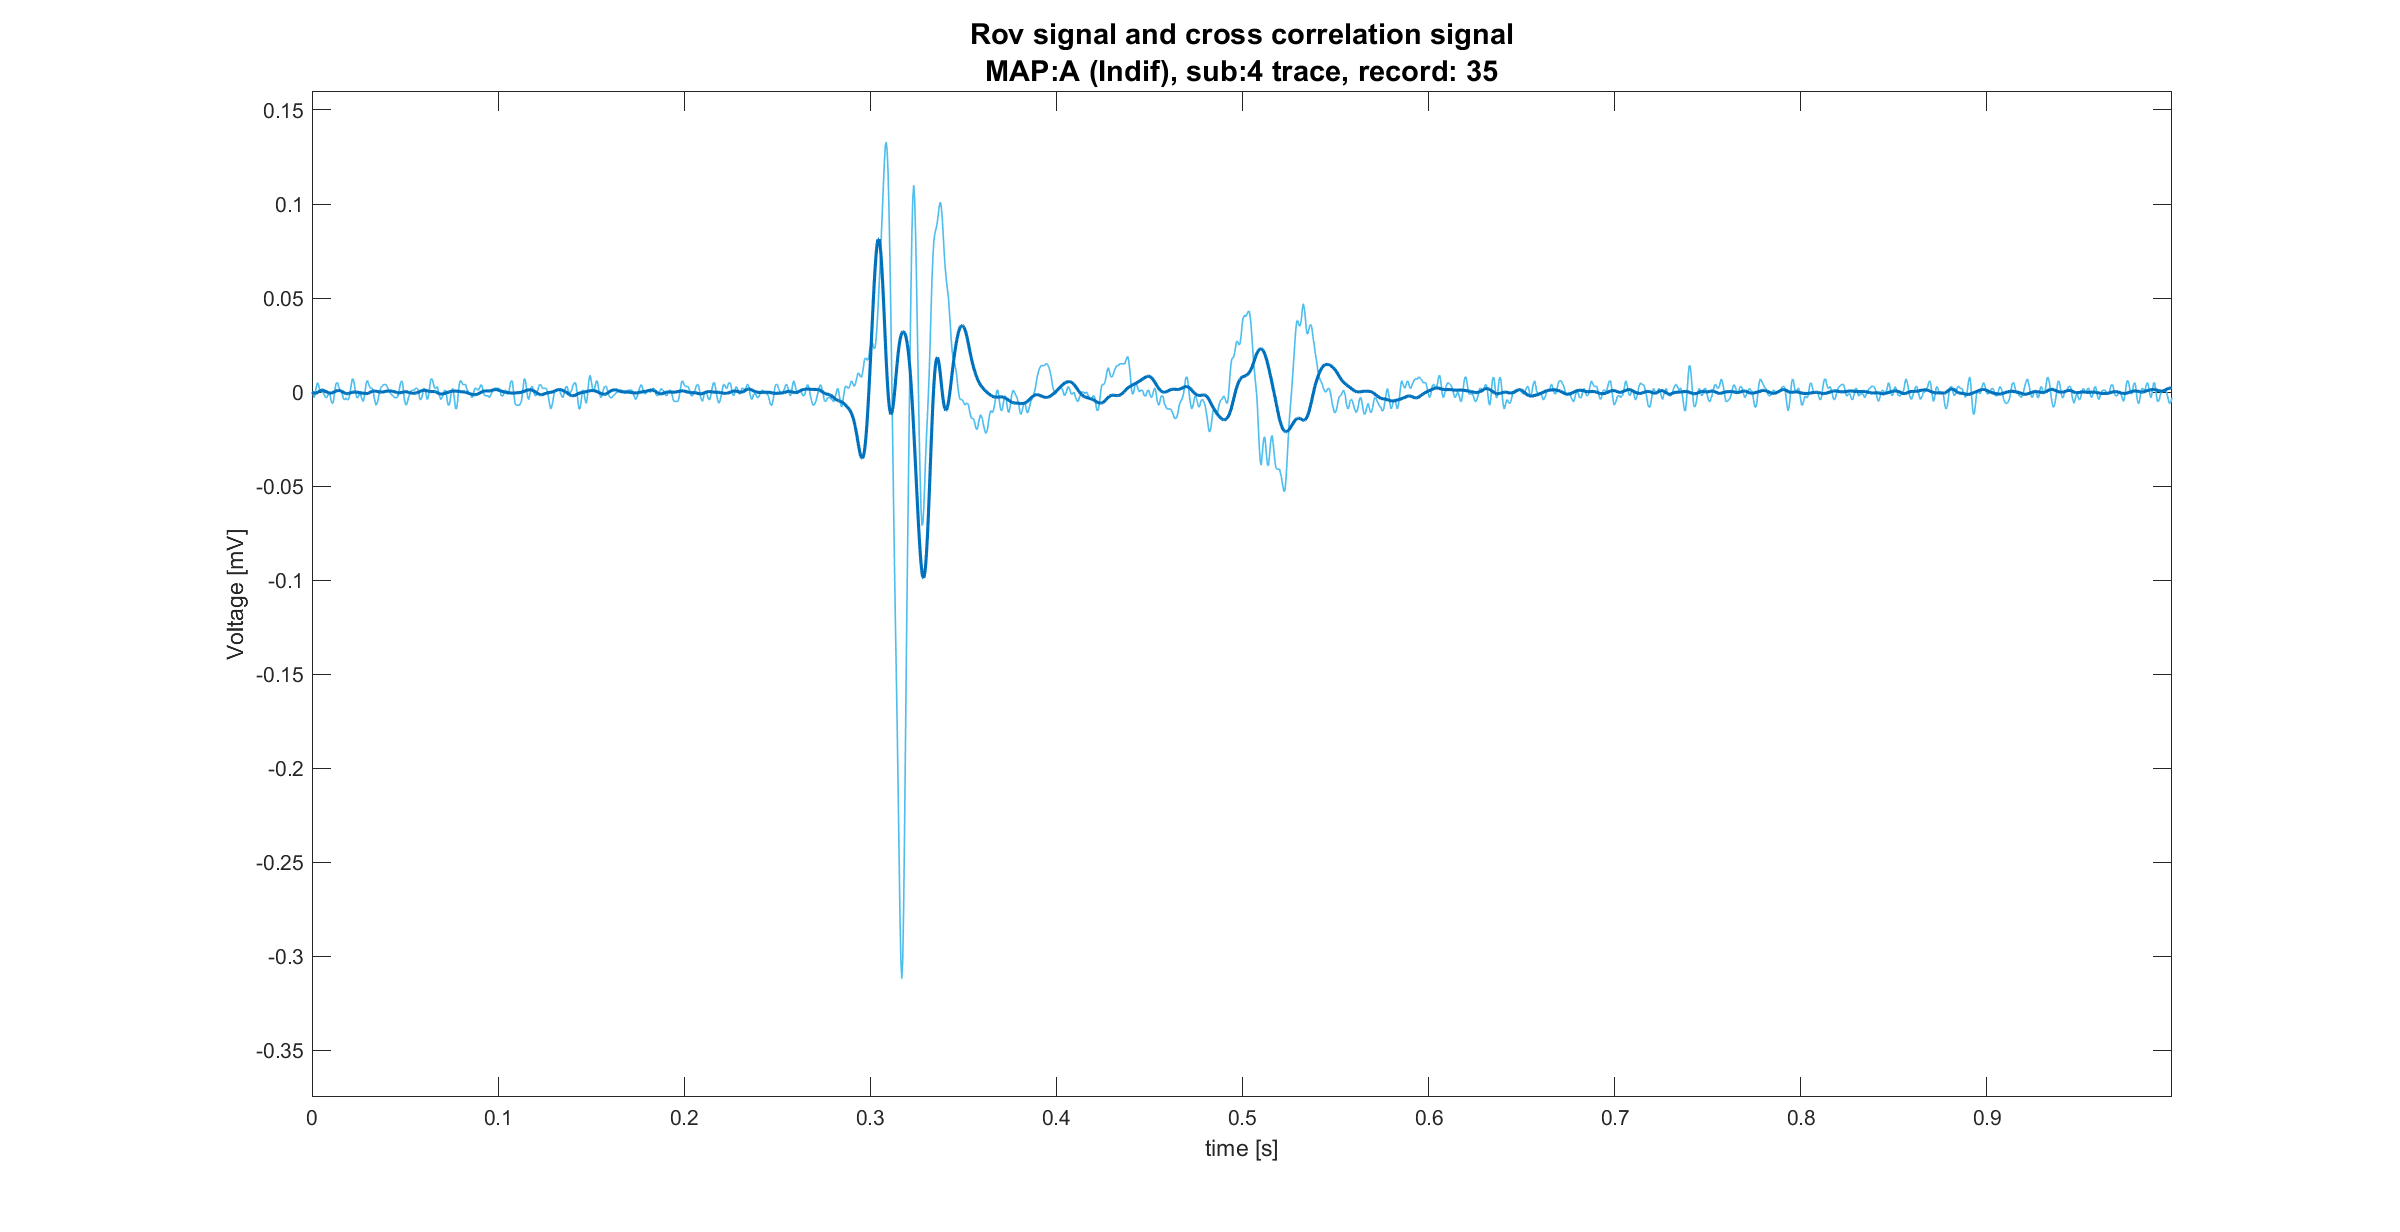 Rov signal and cross correlation signal
MAP:A (Indif), sub:4 trace, record: 35
0.15
0.1
0.05
0
-0.05
-0.1
-0.15
-0.2
-0.25
-0.3
-0.35
Voltage [mV]
0 0.1 0.2 0.3 0.4 0.5 0.6 0.7 0.8 0.9
time [s]